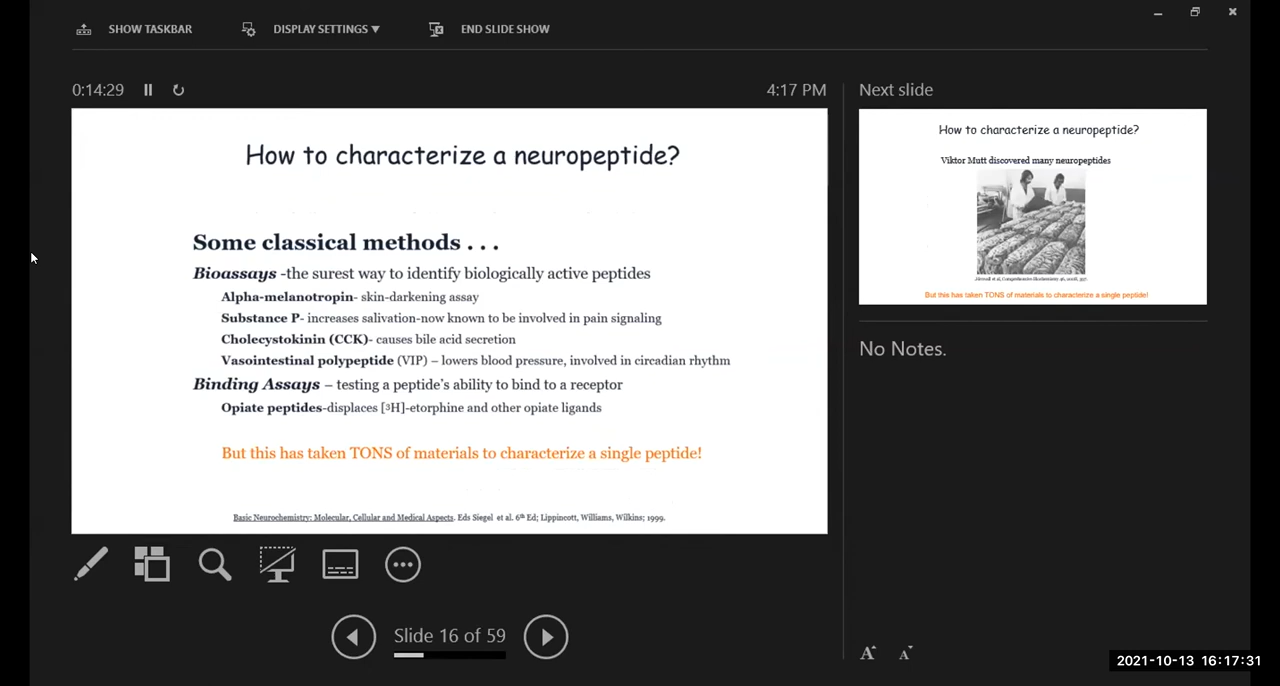 SHOW TASKBAR
DISPLAY SETTINGS ▼
END SLIDE SHOW
0:14:29
4:17 PM
How to characterize a neuropeptide?
Some classical methods . . .
Bioassays -the surest way to identify biologically active peptides
Alpha-melanotropin- skin-darkening assay
Substance P- increases salivation-now known to be involved in pain signaling
Cholecystokinin (CCK)- causes bile acid secretion
Vasointestinal polypeptide (VIP) – lowers blood pressure, involved in circadian rhythm
Binding Assays – testing a peptide's ability to bind to a receptor
Opiate peptides-displaces [³H]-etorphine and other opiate ligands
But this has taken TONS of materials to characterize a single peptide!
Basic Neurochemistry: Molecular, Cellular and Medical Aspects. Eds Siegel et al. 6th Ed; Lippincott, Williams, Wilkins; 1999.
Slide 16 of 59
Next slide
How to characterize a neuropeptide?
Viktor Mutt discovered many neuropeptides
But this has taken TONS of materials to characterize a single peptide!
No Notes.
A A
2021-10-13 16:17:31